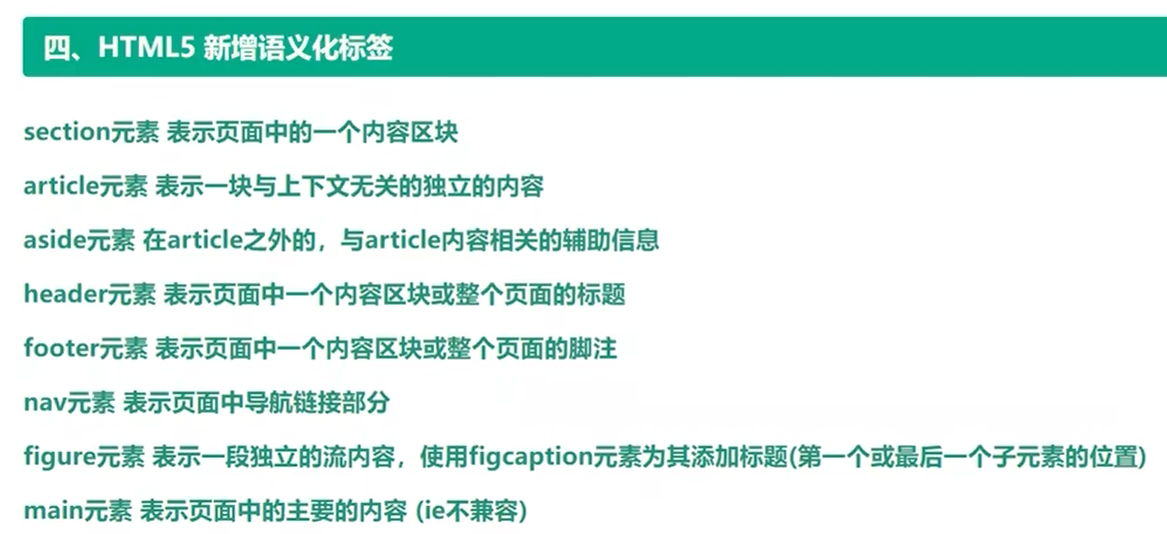 四、HTML5 新增语义化标签
section元素 表示页面中的一个内容区块
article元素 表示一块与上下文无关的独立的内容
aside元素 在article之外的，与article内容相关的辅助信息
header元素 表示页面中一个内容区块或整个页面的标题
footer元素 表示页面中一个内容区块或整个页面的脚注
nav元素 表示页面中导航链接部分
figure元素 表示一段独立的流内容，使用figcaption元素为其添加标题(第一个或最后一个子元素的位置)
main元素 表示页面中的主要的内容 (ie不兼容)